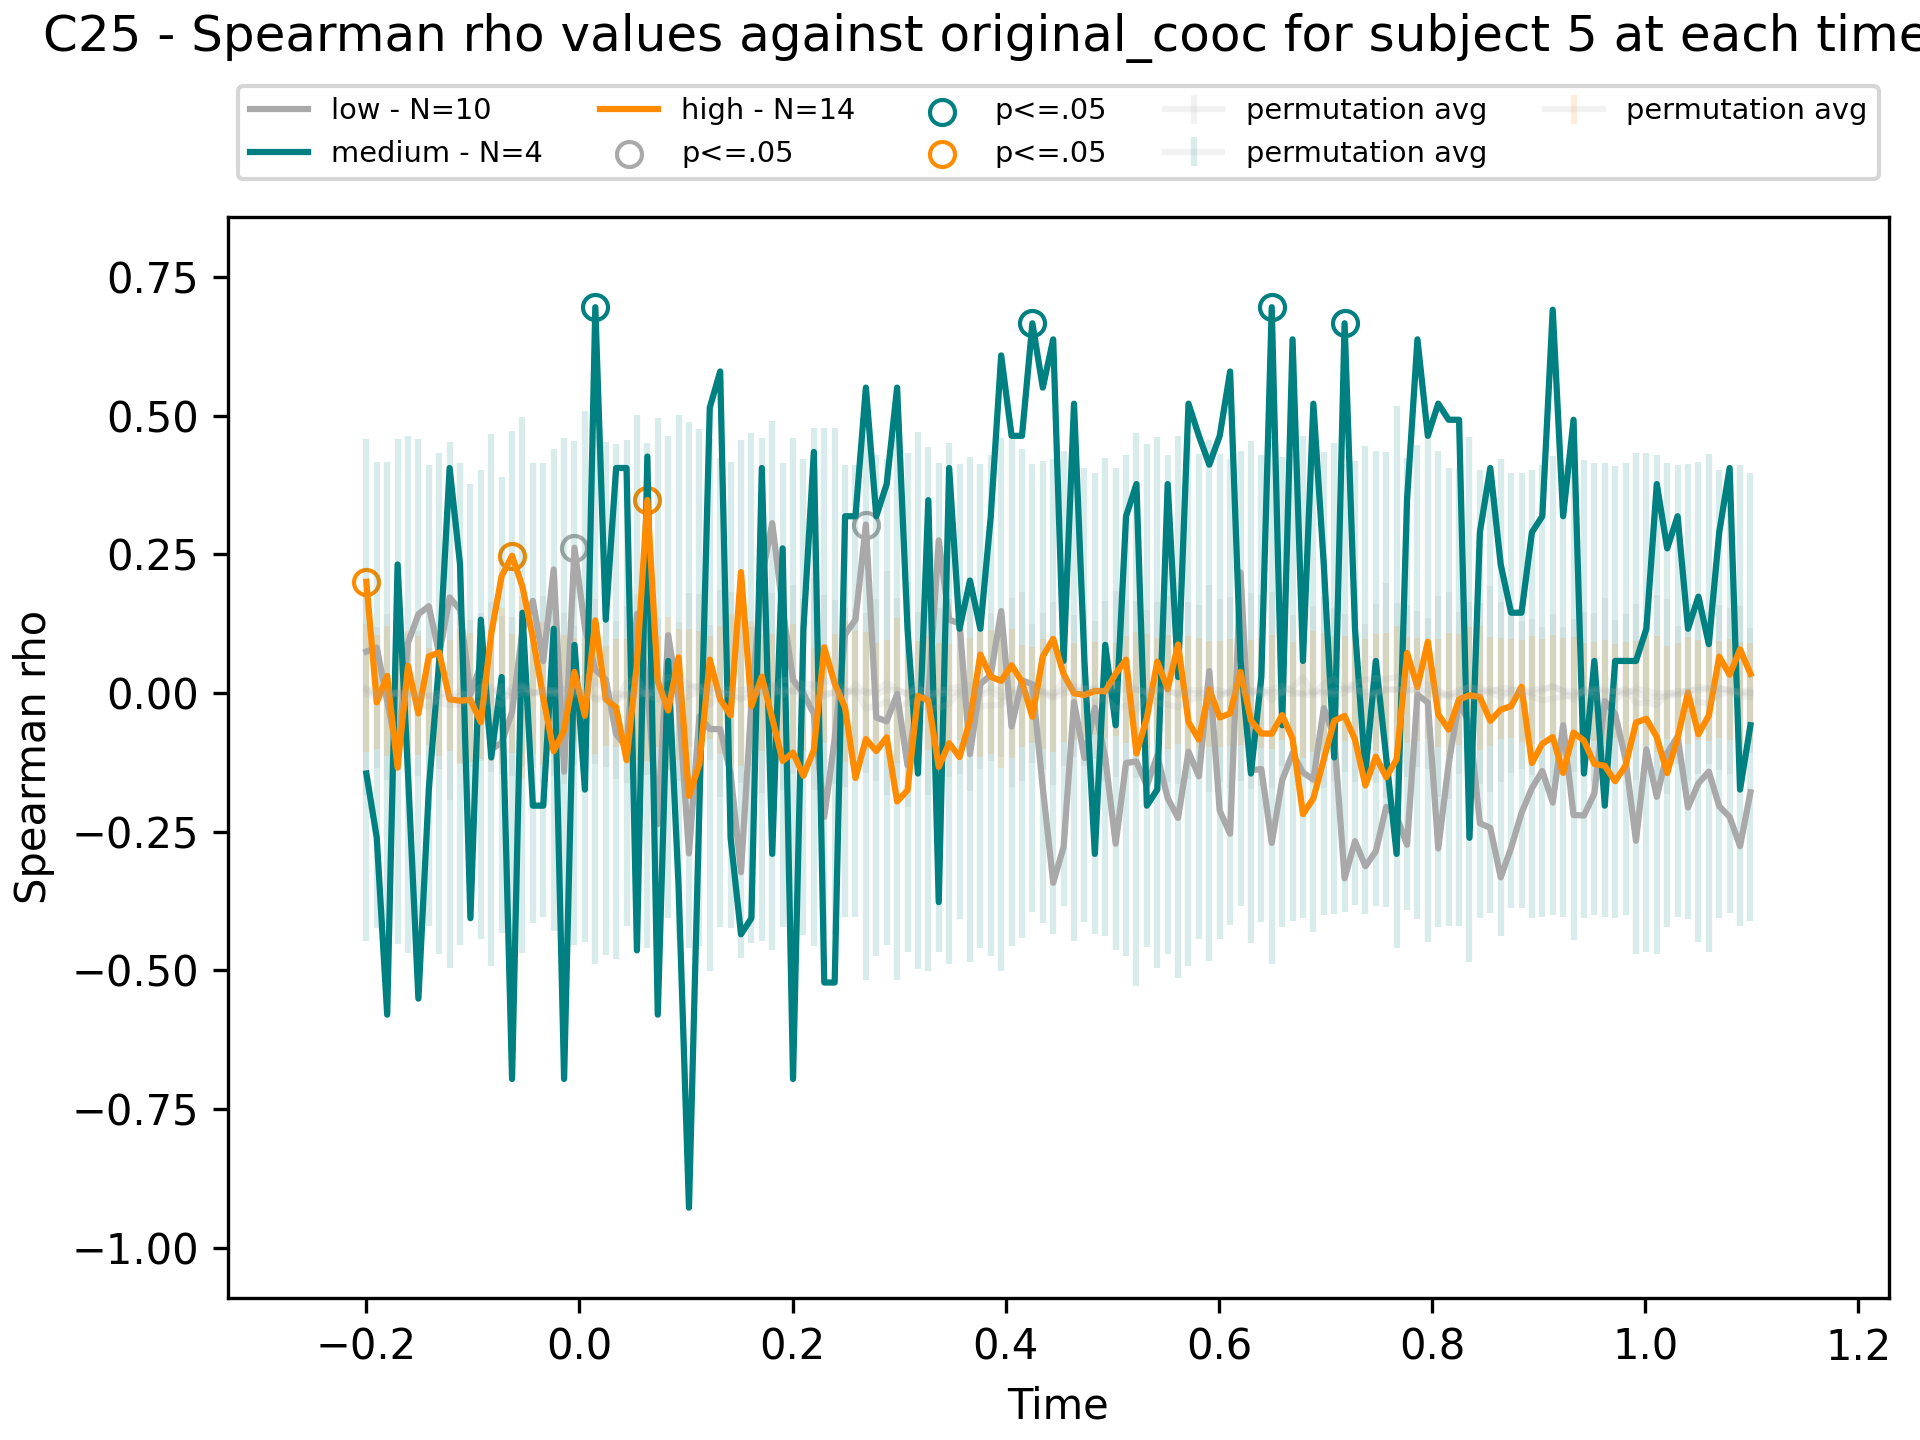 C25 - Spearman rho values against original_cooc for subject 5 at each time
low - N=10
medium - N=4
high - N=14
p<=.05
p<=.05
p<=.05
permutation avg
permutation avg
permutation avg
Spearman rho
0.75
0.50
0.25
0.00
−0.25
−0.50
−0.75
−1.00
−0.2 0.0 0.2 0.4 0.6 0.8 1.0 1.2
Time